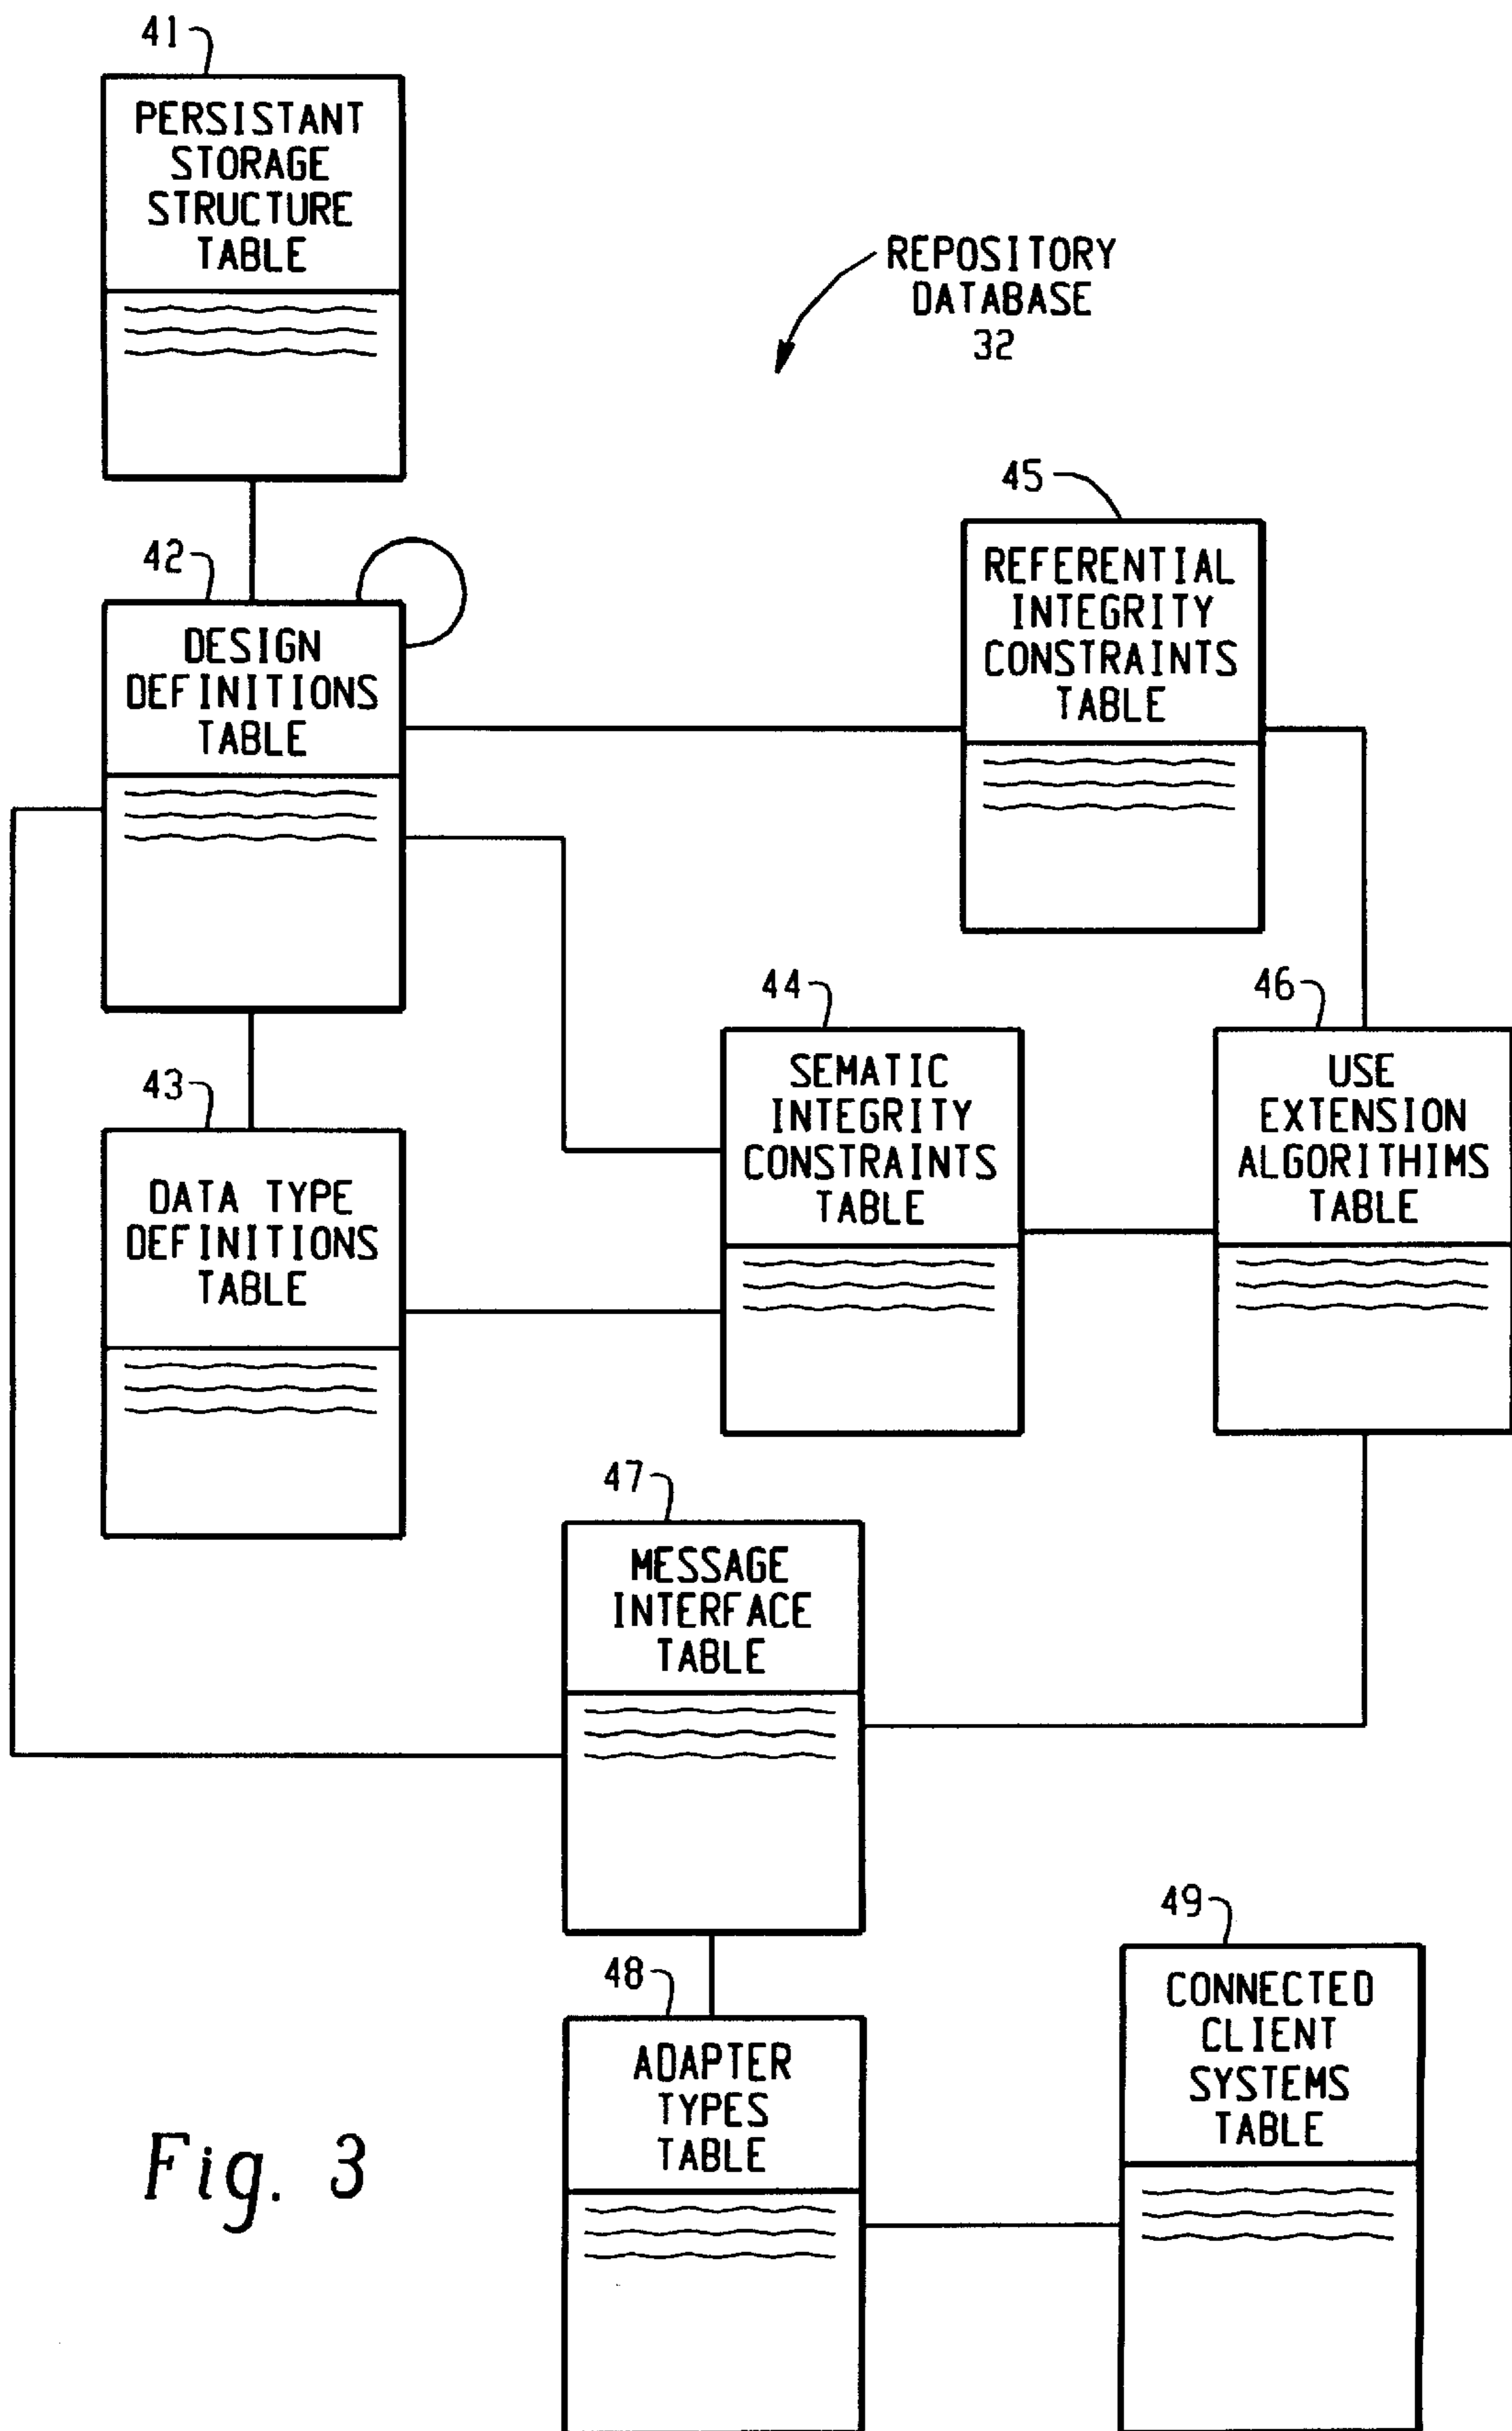 41
PERSISTANT
STORAGE
STRUCTURE
TABLE
REPOSITORY
DATABASE
32
42
DESIGN
DEFINITIONS
TABLE
45
REFERENTIAL
INTEGRITY
CONSTRAINTS
TABLE
43
DATA TYPE
DEFINITIONS
TABLE
44
SEMATIC
INTEGRITY
CONSTRAINTS
TABLE
46
USE
EXTENSION
ALGORITHIMS
TABLE
47
MESSAGE
INTERFACE
TABLE
48
ADAPTER
TYPES
TABLE
49
CONNECTED
CLIENT
SYSTEMS
TABLE
Fig. 3